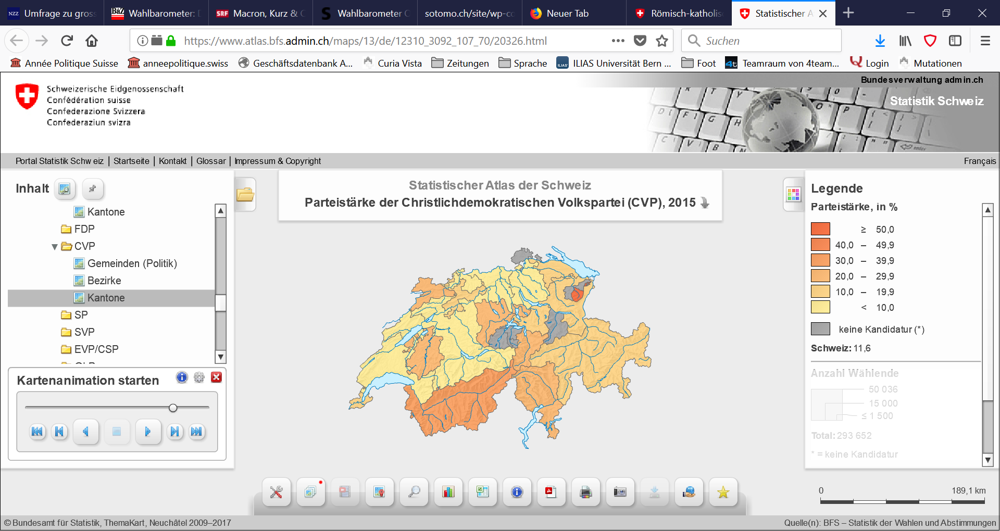 Umfrage zu gross
Wahlbarometer: D
Macron, Kurz & C
Wahlbarometer C
sotomo.ch/site/wp-co
Neuer Tab
Römisch-katholis
Statistischer A
https://www.atlas.bfs.admin.ch/maps/13/de/12310_3092_107_70/20326.html
Suchen
Année Politique Suisse
anneepolitique.swiss
Geschäftsdatenbank A...
Curia Vista
Zeitungen
Sprache
ILIAS Universität Bern ...
Foot
Teamraum von 4team...
Login
Mutationen
Bundesverwaltung admin.ch
Schweizerische Eidgenossenschaft
Confédération suisse
Confederazione Svizzera
Confederaziun svizra
Statistik Schweiz
Portal Statistik Schweiz | Startseite | Kontakt | Glossar | Impressum & Copyright
Français
Inhalt
Kantone
FDP
CVP
Gemeinden (Politik)
Bezirke
Kantone
SP
SVP
EVP/CSP
Kartenanimation starten
Statistischer Atlas der Schweiz
Parteistärke der Christlichdemokratischen Volkspartei (CVP), 2015
Legende
Parteistärke, in %
≥ 50,0
40,0 – 49,9
30,0 – 39,9
20,0 – 29,9
10,0 – 19,9
< 10,0
keine Kandidatur (*)
Schweiz: 11,6
Anzahl Wählende
50 036
15 000
≤ 1 500
Total: 293 652
* = keine Kandidatur
0 189,1 km
© Bundesamt für Statistik, ThemaKart, Neuchâtel 2009–2017
Quelle(n): BFS – Statistik der Wahlen und Abstimmungen